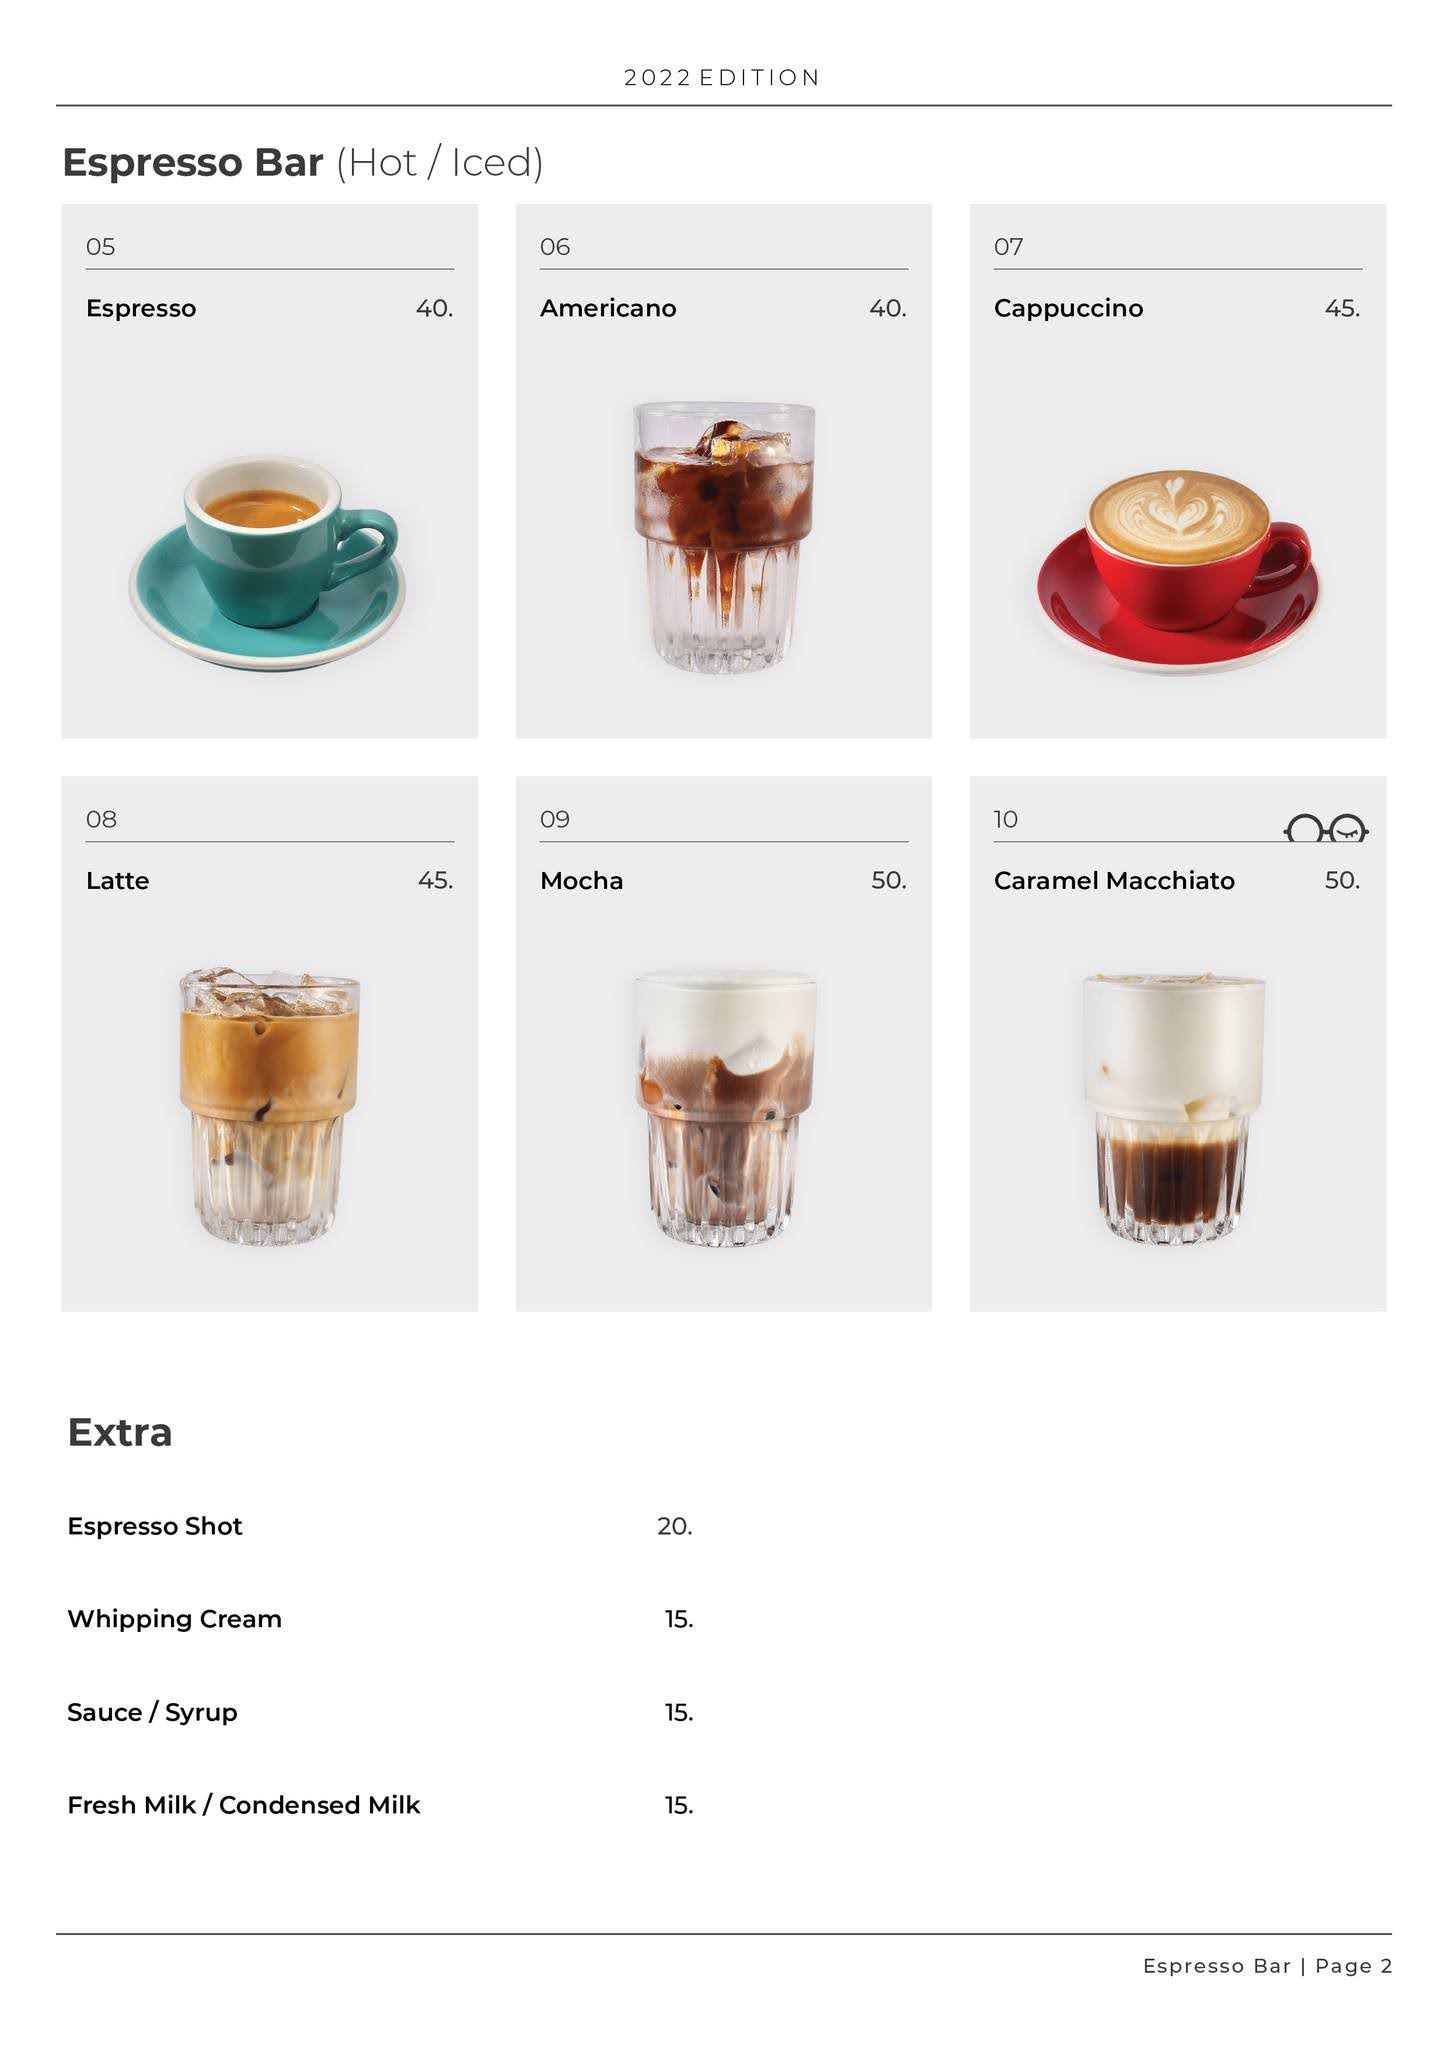 2022 EDITION
Espresso Bar (Hot / Iced)
05
Espresso 40.
06
Americano 40.
07
Cappuccino 45.
08
Latte 45.
09
Mocha 50.
10
Caramel Macchiato 50.
Extra
Espresso Shot 20.
Whipping Cream 15.
Sauce / Syrup 15.
Fresh Milk / Condensed Milk 15.
Espresso Bar | Page 2